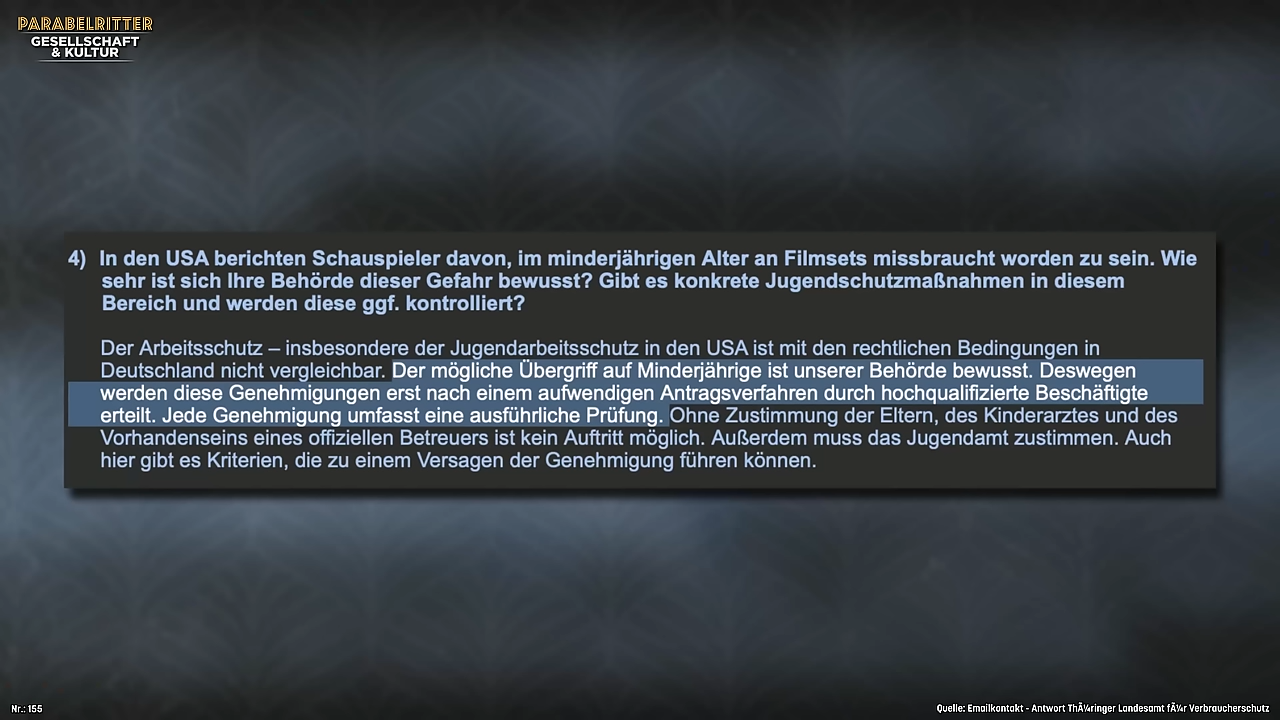 PARABELRITTER
GESELLSCHAFT
& KULTUR
4) In den USA berichten Schauspieler davon, im minderjährigen Alter an Filmsets missbraucht worden zu sein. Wie
sehr ist sich Ihre Behörde dieser Gefahr bewusst? Gibt es konkrete Jugendschutzmaßnahmen in diesem
Bereich und werden diese ggf. kontrolliert?
Der Arbeitsschutz – insbesondere der Jugendarbeitsschutz in den USA ist mit den rechtlichen Bedingungen in
Deutschland nicht vergleichbar. Der mögliche Übergriff auf Minderjährige ist unserer Behörde bewusst. Deswegen
werden diese Genehmigungen erst nach einem aufwendigen Antragsverfahren durch hochqualifizierte Beschäftigte
erteilt. Jede Genehmigung umfasst eine ausführliche Prüfung. Ohne Zustimmung der Eltern, des Kinderarztes und des
Vorhandenseins eines offiziellen Betreuers ist kein Auftritt möglich. Außerdem muss das Jugendamt zustimmen. Auch
hier gibt es Kriterien, die zu einem Versagen der Genehmigung führen können.
Nr.: 155
Quelle: Emailkontakt - Antwort ThÃ¼ringer Landesamt fÃ¼r Verbraucherschutz